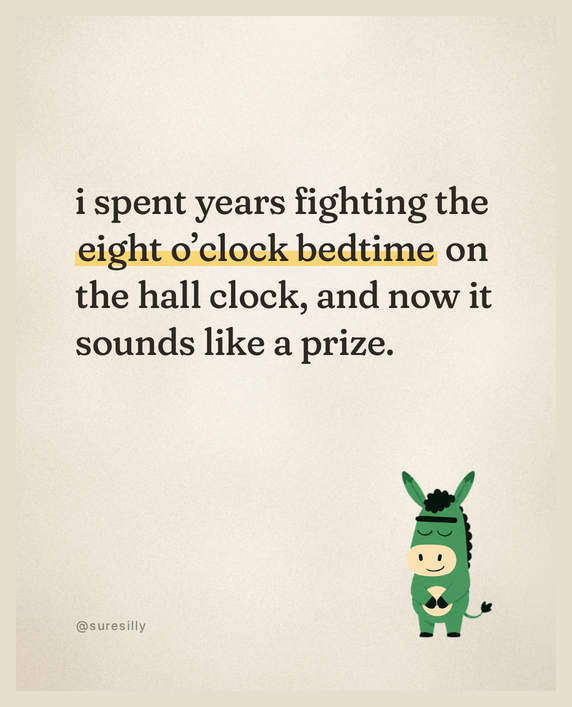 i spent years fighting the
eight o’clock bedtime on
the hall clock, and now it
sounds like a prize.
@suresilly